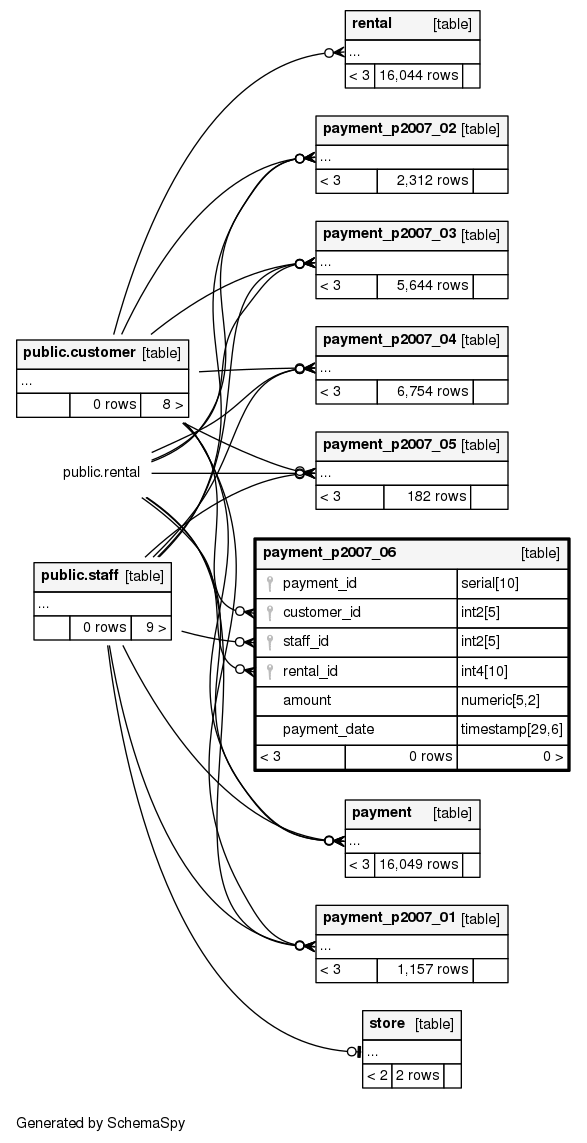 rental [table]
...
< 3 16,044 rows
payment_p2007_02 [table]
...
< 3 2,312 rows
payment_p2007_03 [table]
...
< 3 5,644 rows
public.customer [table]
...
0 rows 8 >
payment_p2007_04 [table]
...
< 3 6,754 rows
public.rental
payment_p2007_05 [table]
...
< 3 182 rows
public.staff [table]
...
0 rows 9 >
payment_p2007_06 [table]
payment_id serial[10]
customer_id int2[5]
staff_id int2[5]
rental_id int4[10]
amount numeric[5,2]
payment_date timestamp[29,6]
< 3 0 rows 0 >
payment [table]
...
< 3 16,049 rows
payment_p2007_01 [table]
...
< 3 1,157 rows
store [table]
...
< 2 2 rows
Generated by SchemaSpy